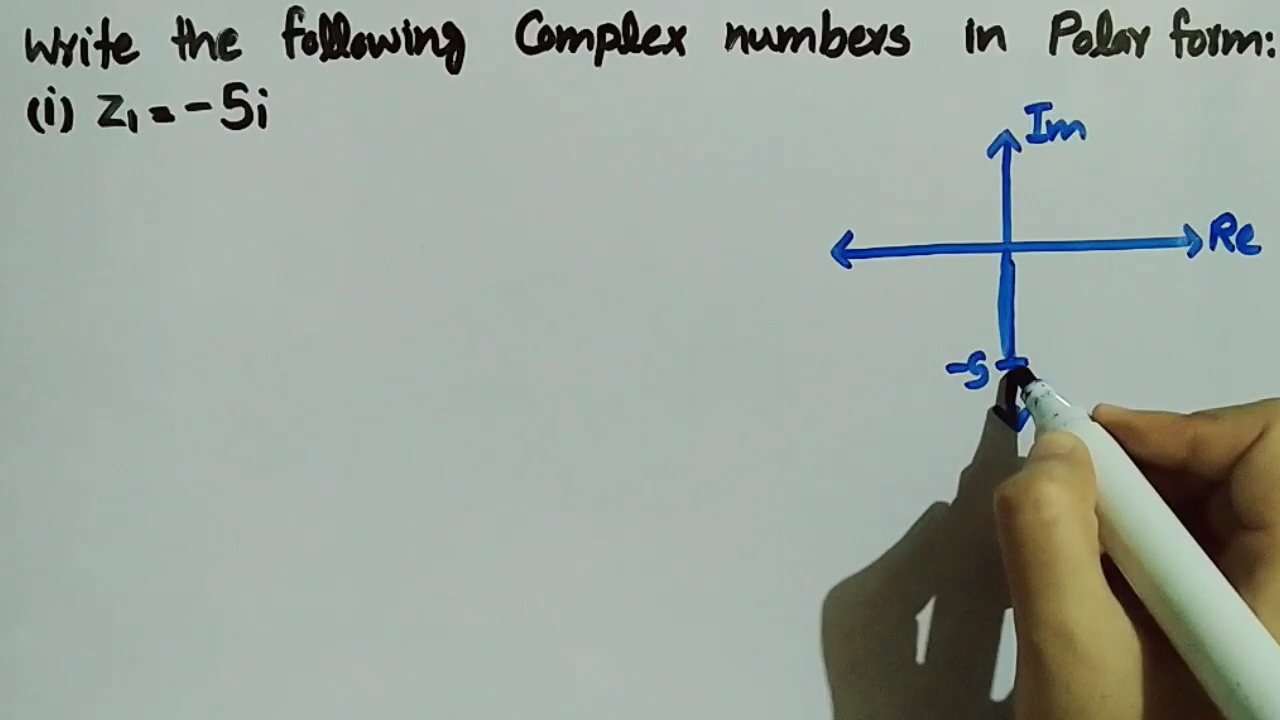 Write the following Complex numbers in Polar form:
(i) z₁ = -5i
Im
Re
-5